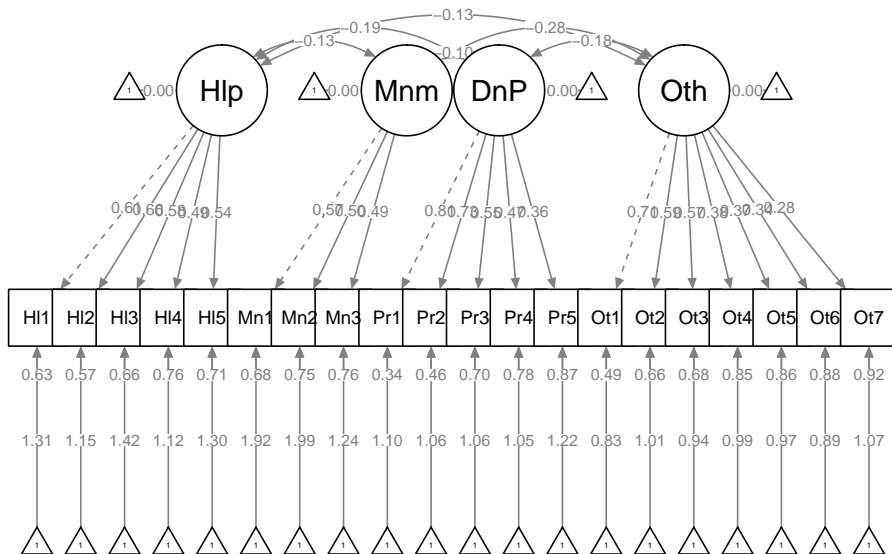 −0.13
−0.19 −0.28
−0.13 −0.10 −0.18
1 0.00 Hlp 1 0.00 Mnm DnP 0.00 1 Oth 0.00 1
0.61 0.66 0.58 0.49 0.54 0.57 0.50 0.49 0.81 0.73 0.55 0.47 0.36 0.71 0.59 0.57 0.38 0.37 0.34 0.28
Hl1 Hl2 Hl3 Hl4 Hl5 Mn1 Mn2 Mn3 Pr1 Pr2 Pr3 Pr4 Pr5 Ot1 Ot2 Ot3 Ot4 Ot5 Ot6 Ot7
0.63 0.57 0.66 0.76 0.71 0.68 0.75 0.76 0.34 0.46 0.70 0.78 0.87 0.49 0.66 0.68 0.85 0.86 0.88 0.92
1.31 1.15 1.42 1.12 1.30 1.92 1.99 1.24 1.10 1.06 1.06 1.05 1.22 0.83 1.01 0.94 0.99 0.97 0.89 1.07
1 1 1 1 1 1 1 1 1 1 1 1 1 1 1 1 1 1 1 1